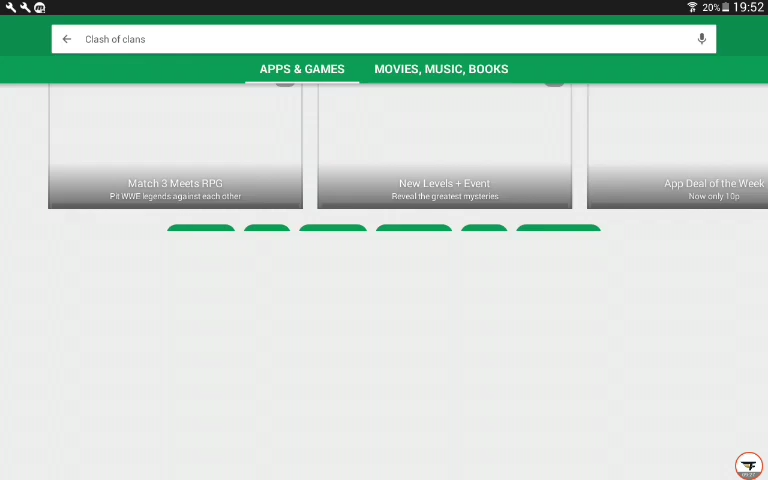 20% 19:52
Clash of clans
APPS & GAMES MOVIES, MUSIC, BOOKS
Match 3 Meets RPG
Pit WWE legends against each other
New Levels + Event
Reveal the greatest mysteries
App Deal of the Week
Now only 10p